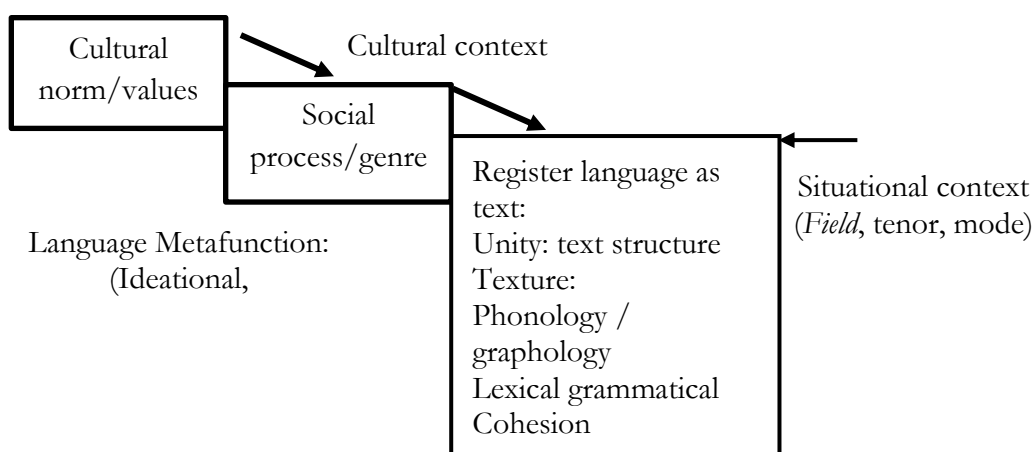 Cultural
norm/values
Cultural context
Social
process/genre
Register language as
text:
Unity: text structure
Texture:
Phonology /
graphology
Lexical grammatical
Cohesion
Situational context
(Field, tenor, mode)
Language Metafunction:
(Ideational,